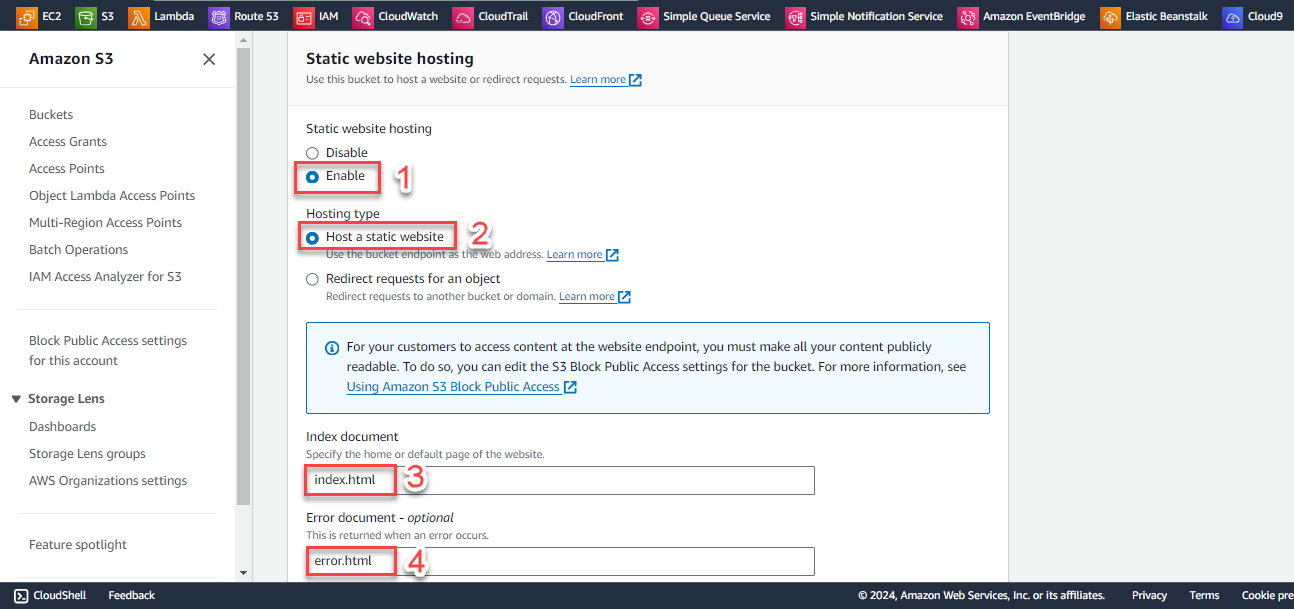 EC2 S3 Lambda Route 53 IAM CloudWatch CloudTrail CloudFront Simple Queue Service Simple Notification Service Amazon EventBridge Elastic Beanstalk Cloud9
Amazon S3
Buckets
Access Grants
Access Points
Object Lambda Access Points
Multi-Region Access Points
Batch Operations
IAM Access Analyzer for S3
Block Public Access settings
for this account
Storage Lens
Dashboards
Storage Lens groups
AWS Organizations settings
Feature spotlight
Static website hosting
Use this bucket to host a website or redirect requests. Learn more
Static website hosting
Disable
Enable 1
Hosting type
Host a static website 2
Use the bucket endpoint as the web address. Learn more
Redirect requests for an object
Redirect requests to another bucket or domain. Learn more
For your customers to access content at the website endpoint, you must make all your content publicly
readable. To do so, you can edit the S3 Block Public Access settings for the bucket. For more information, see
Using Amazon S3 Block Public Access
Index document
Specify the home or default page of the website.
index.html 3
Error document - optional
This is returned when an error occurs.
error.html 4
CloudShell Feedback © 2024, Amazon Web Services, Inc. or its affiliates. Privacy Terms Cookie pre